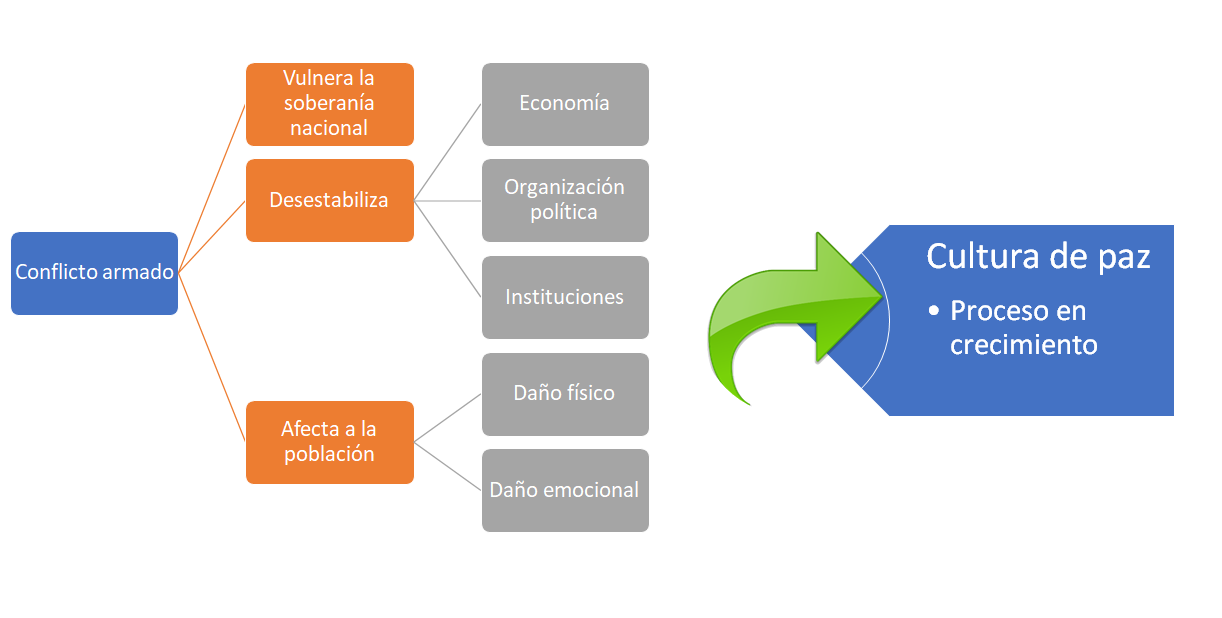 Conflicto armado
Vulnera la
soberanía
nacional
Desestabiliza
Economía
Organización
política
Instituciones
Afecta a la
población
Daño físico
Daño emocional
Cultura de paz
• Proceso en
crecimiento